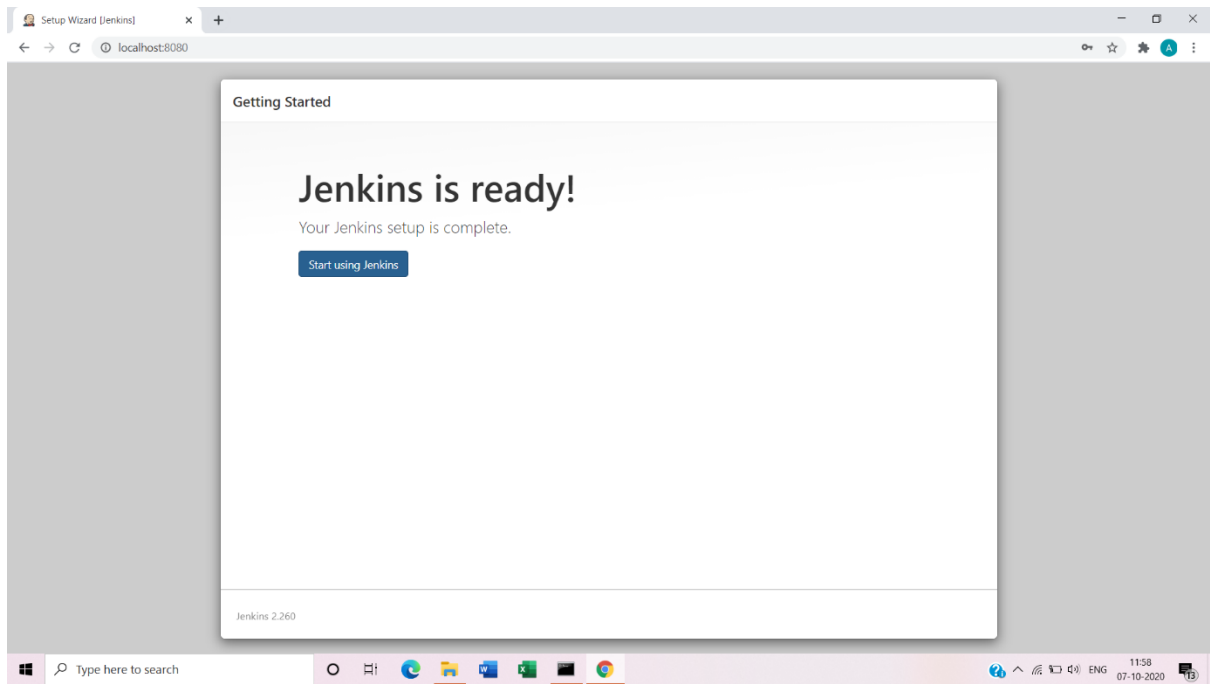 Setup Wizard [Jenkins]
localhost:8080
A
Getting Started
Jenkins is ready!
Your Jenkins setup is complete.
Start using Jenkins
Jenkins 2.260
Type here to search
ENG
11:58
07-10-2020
13